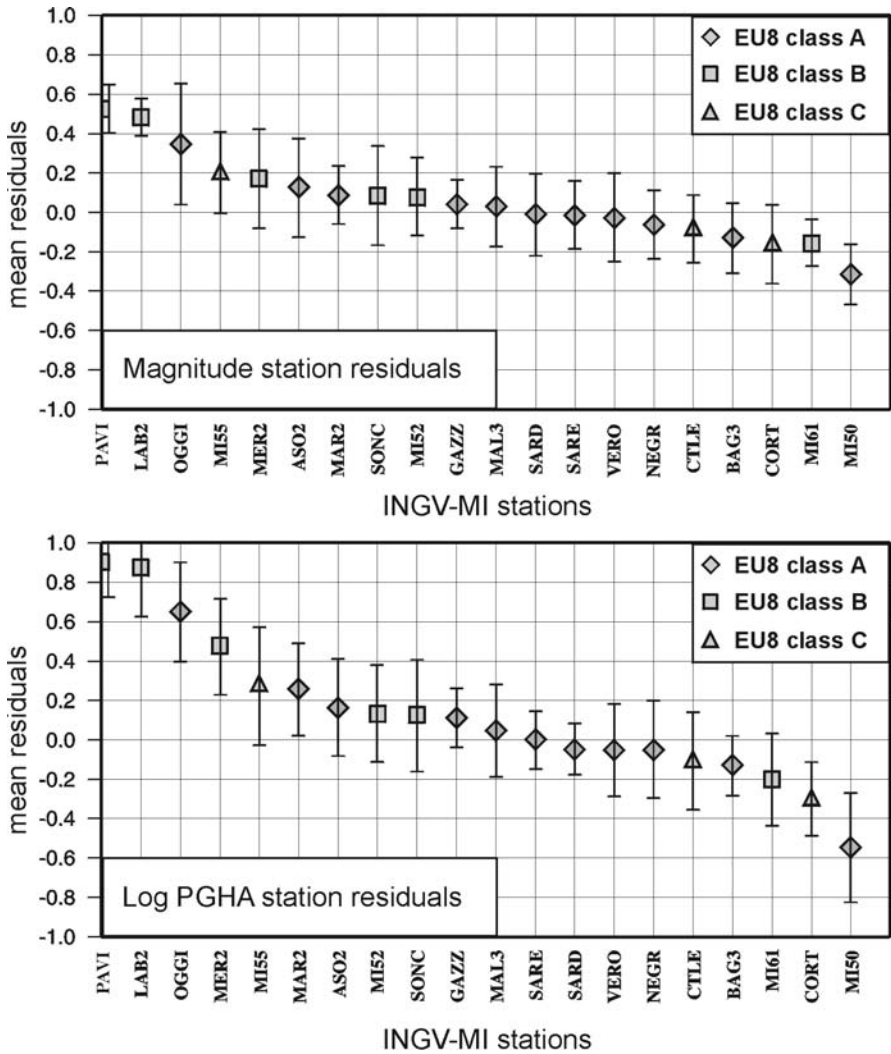 1.0
0.8
0.6
0.4
0.2
0.0
-0.2
-0.4
-0.6
-0.8
-1.0
mean residuals
EU8 class A
EU8 class B
EU8 class C
Magnitude station residuals
PAVI LAB2 OGGI MI55 MER2 ASO2 MAR2 SONC MI52 GAZZ MAL3 SARD SARE VERO NEGR CTLE BAG3 CORT MI61 MI50
INGV-MI stations
1.0
0.8
0.6
0.4
0.2
0.0
-0.2
-0.4
-0.6
-0.8
-1.0
mean residuals
EU8 class A
EU8 class B
EU8 class C
Log PGHA station residuals
PAVI LAB2 OGGI MER2 MI55 MAR2 ASO2 MI52 SONC GAZZ MAL3 SARE SARD VERO NEGR CTLE BAG3 MI61 CORT MI50
INGV-MI stations